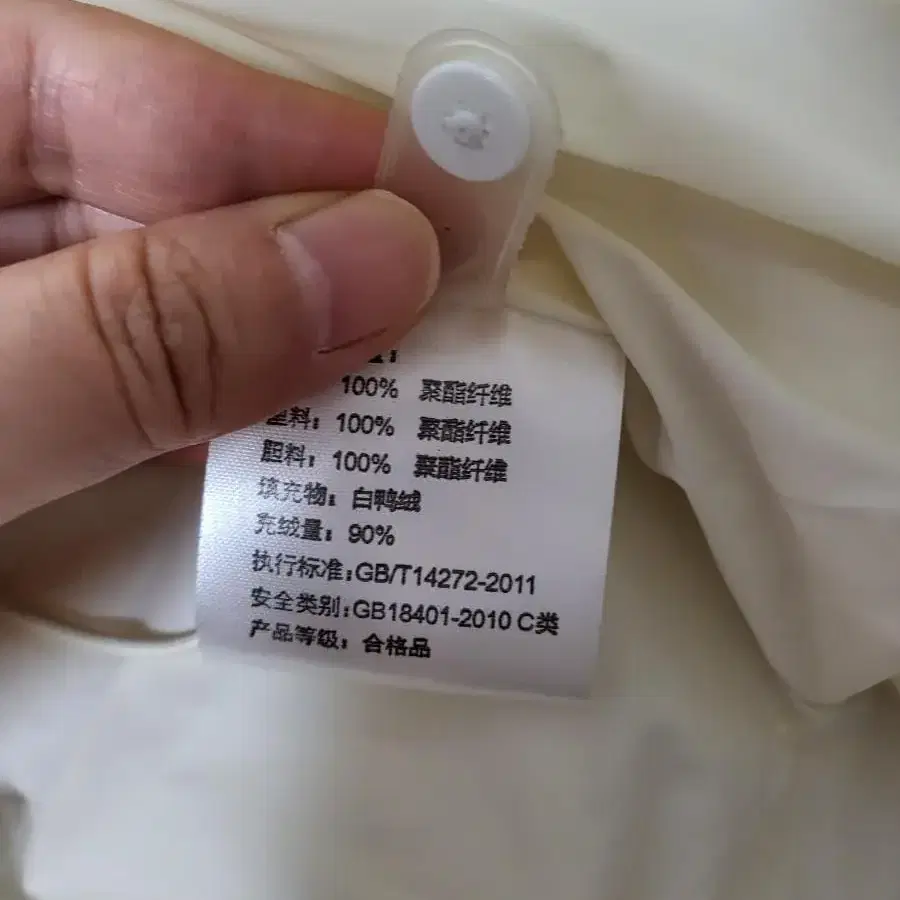 量：
100% 聚酯纤维
里料：100% 聚酯纤维
胆料：100% 聚酯纤维
填充物：白鸭绒
充绒量：90%
执行标准：GB/T14272-2011
安全类别：GB18401-2010 C类
产品等级：合格品